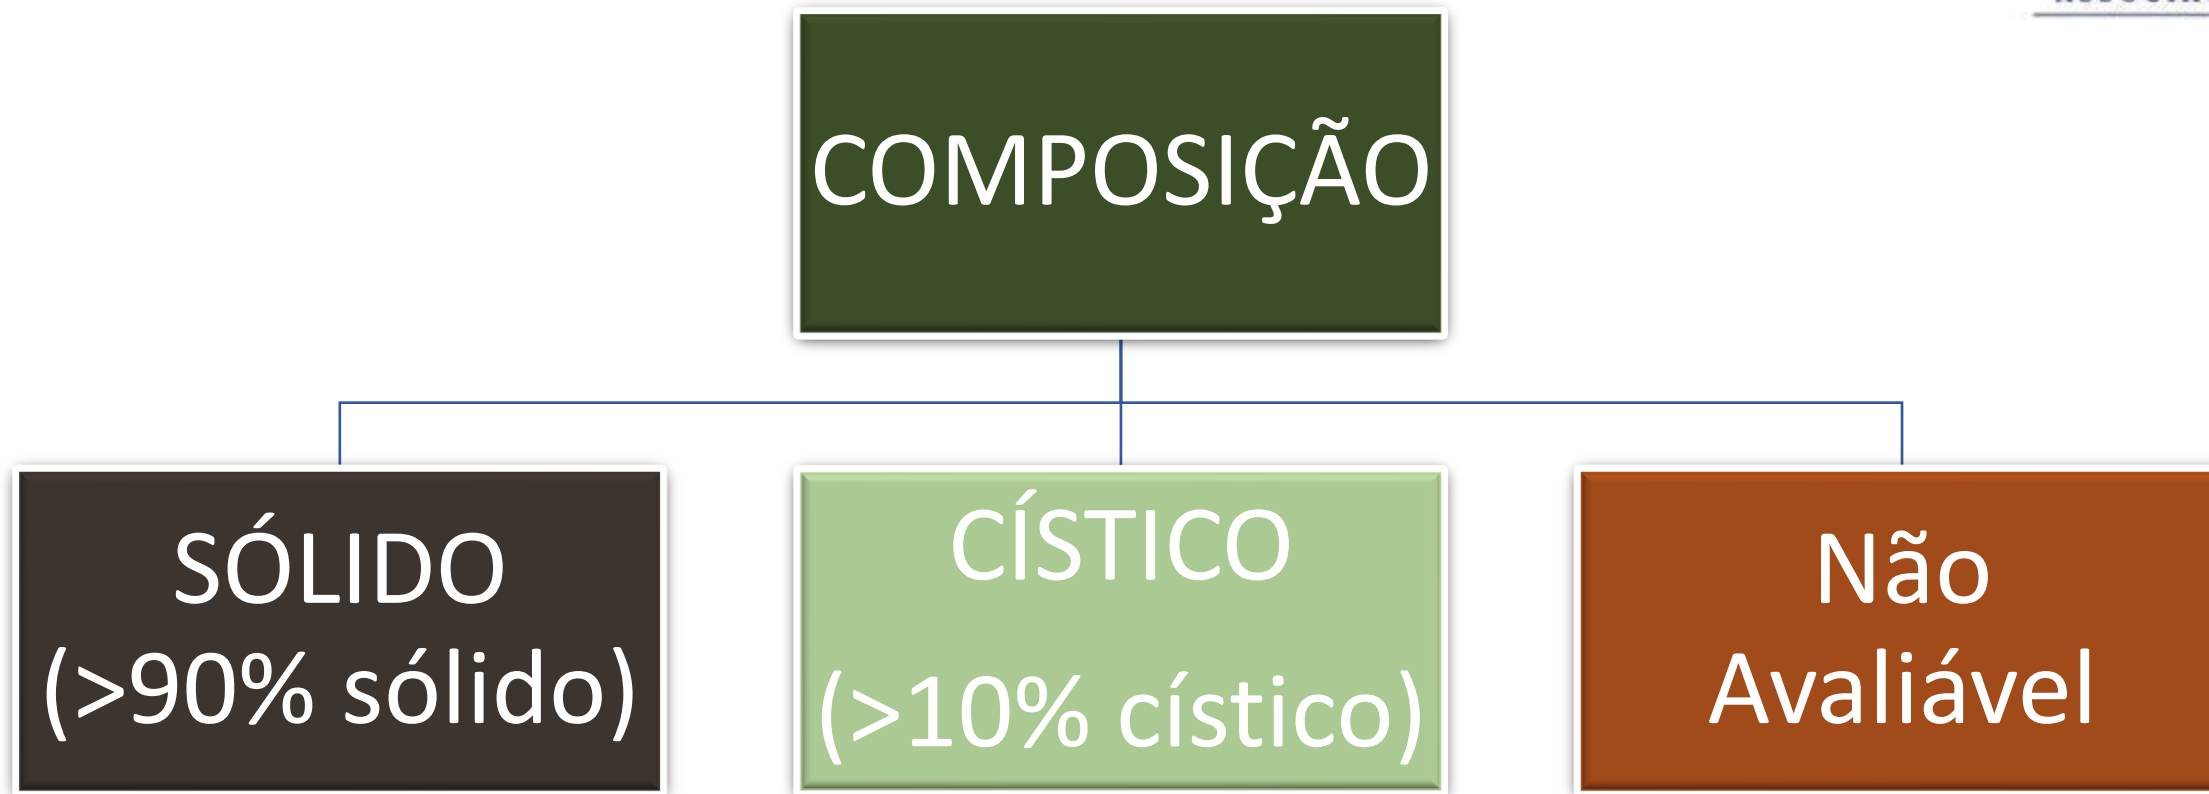 COMPOSIÇÃO
SÓLIDO
(>90% sólido)
CÍSTICO
(>10% cístico)
Não
Avaliável